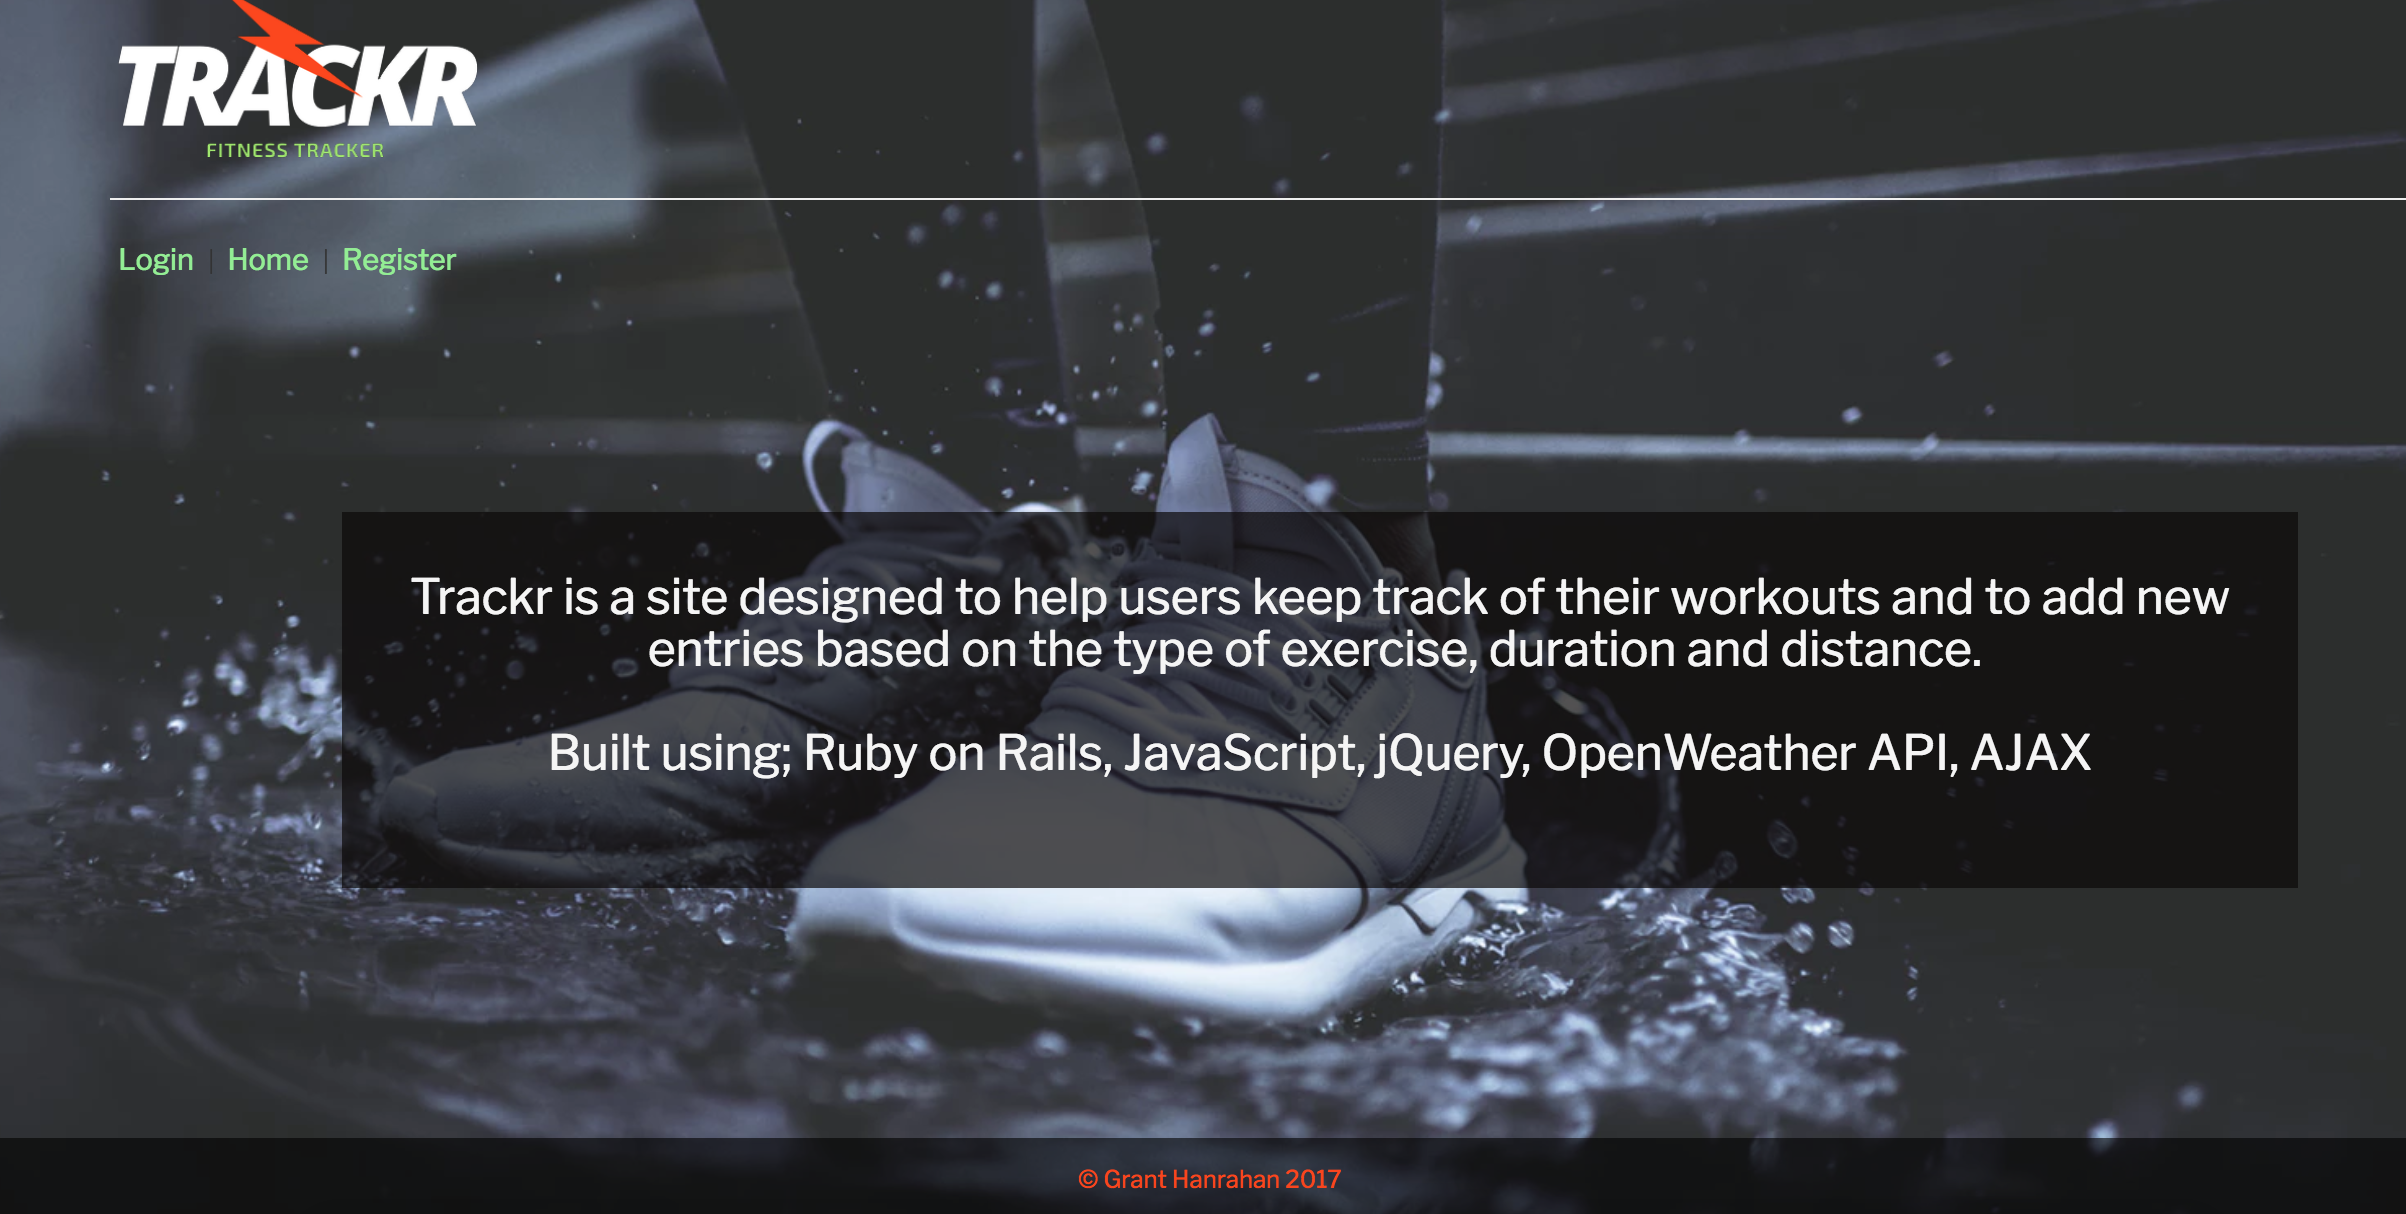 TRACKR
FITNESS TRACKER
Login | Home | Register
Trackr is a site designed to help users keep track of their workouts and to add new
entries based on the type of exercise, duration and distance.
Built using; Ruby on Rails, JavaScript, jQuery, OpenWeather API, AJAX
© Grant Hanrahan 2017